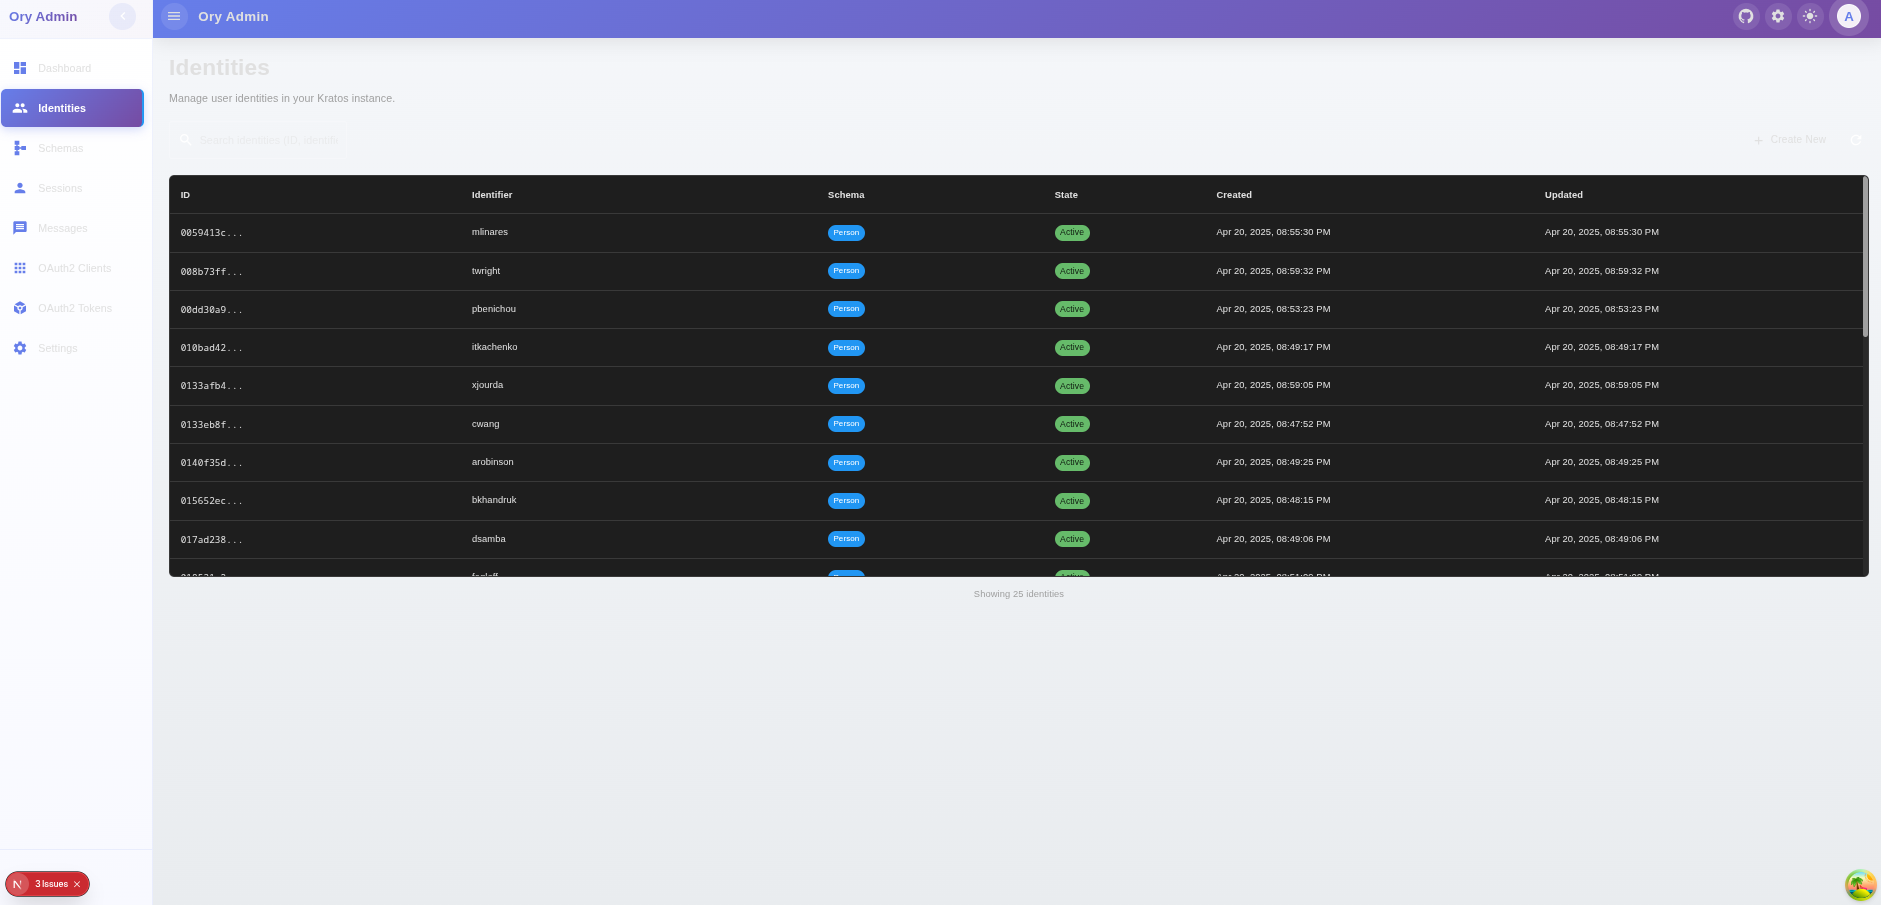 Ory Admin
Ory Admin
A
Dashboard
Identities
Schemas
Sessions
Messages
OAuth2 Clients
OAuth2 Tokens
Settings
Identities
Manage user identities in your Kratos instance.
Search identities (ID, identifi
Create New
ID Identifier Schema State Created Updated
0059413c... mlinares Person Active Apr 20, 2025, 08:55:30 PM Apr 20, 2025, 08:55:30 PM
008b73ff... twright Person Active Apr 20, 2025, 08:59:32 PM Apr 20, 2025, 08:59:32 PM
00dd30a9... pbenichou Person Active Apr 20, 2025, 08:53:23 PM Apr 20, 2025, 08:53:23 PM
010bad42... itkachenko Person Active Apr 20, 2025, 08:49:17 PM Apr 20, 2025, 08:49:17 PM
0133afb4... xjourda Person Active Apr 20, 2025, 08:59:05 PM Apr 20, 2025, 08:59:05 PM
0133eb8f... cwang Person Active Apr 20, 2025, 08:47:52 PM Apr 20, 2025, 08:47:52 PM
0140f35d... arobinson Person Active Apr 20, 2025, 08:49:25 PM Apr 20, 2025, 08:49:25 PM
015652ec... bkhandruk Person Active Apr 20, 2025, 08:48:15 PM Apr 20, 2025, 08:48:15 PM
017ad238... dsamba Person Active Apr 20, 2025, 08:49:06 PM Apr 20, 2025, 08:49:06 PM
Showing 25 identities
N 3 Issues